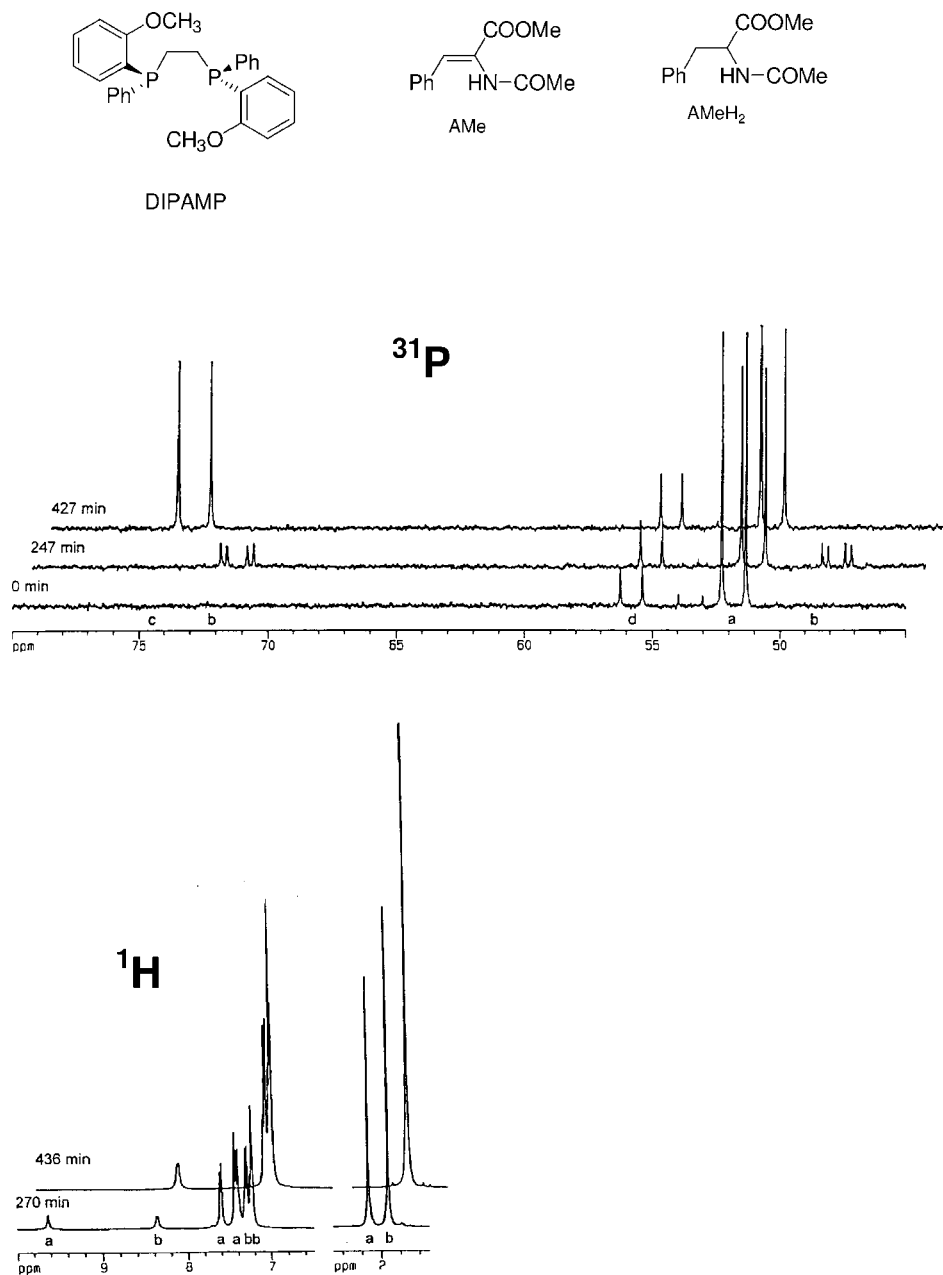 OCH₃
P
P
Ph
Ph
CH₃O
DIPAMP
COOMe
Ph
HN—COMe
AMe
COOMe
Ph
HN—COMe
AMeH₂
³¹P
427 min
247 min
0 min
c b d a b
ppm 75 70 65 60 55 50
¹H
436 min
270 min
a b a a bb a b
ppm 9 8 7 ppm 2